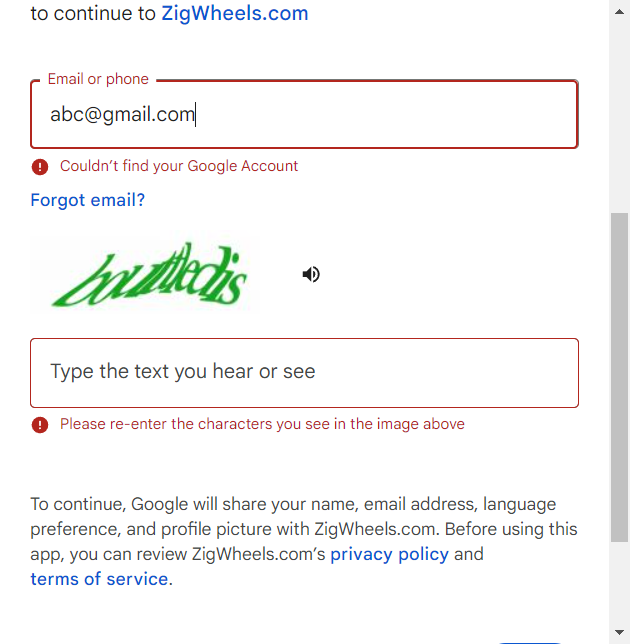 to continue to ZigWheels.com
Email or phone
abc@gmail.com
Couldn't find your Google Account
Forgot email?
Type the text you hear or see
Please re-enter the characters you see in the image above
To continue, Google will share your name, email address, language
preference, and profile picture with ZigWheels.com. Before using this
app, you can review ZigWheels.com's privacy policy and
terms of service.